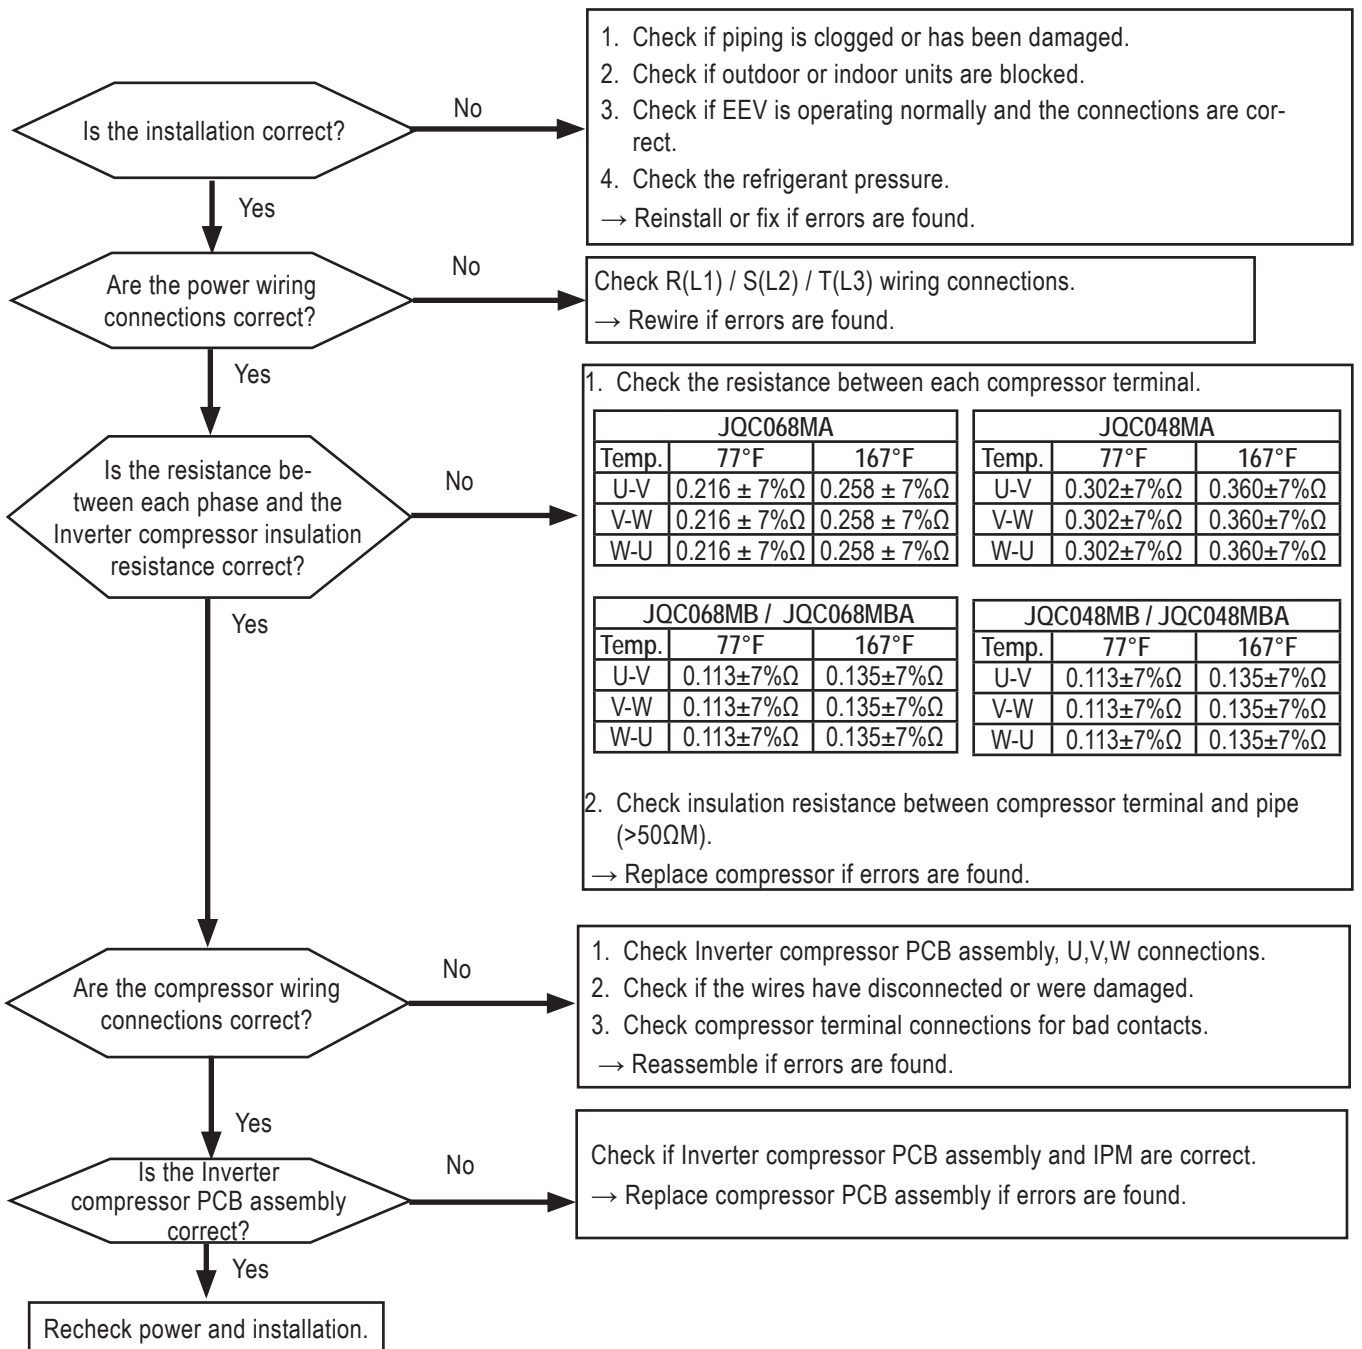 Is the installation correct?
No
1. Check if piping is clogged or has been damaged.
2. Check if outdoor or indoor units are blocked.
3. Check if EEV is operating normally and the connections are cor-
rect.
4. Check the refrigerant pressure.
→ Reinstall or fix if errors are found.
Yes
Are the power wiring
connections correct?
No
Check R(L1) / S(L2) / T(L3) wiring connections.
→ Rewire if errors are found.
Yes
Is the resistance be-
tween each phase and the
Inverter compressor insulation
resistance correct?
No
1. Check the resistance between each compressor terminal.
JQC068MA
Temp. 77°F 167°F
U-V 0.216 ± 7%Ω 0.258 ± 7%Ω
V-W 0.216 ± 7%Ω 0.258 ± 7%Ω
W-U 0.216 ± 7%Ω 0.258 ± 7%Ω
JQC048MA
Temp. 77°F 167°F
U-V 0.302±7%Ω 0.360±7%Ω
V-W 0.302±7%Ω 0.360±7%Ω
W-U 0.302±7%Ω 0.360±7%Ω
JQC068MB / JQC068MBA
Temp. 77°F 167°F
U-V 0.113±7%Ω 0.135±7%Ω
V-W 0.113±7%Ω 0.135±7%Ω
W-U 0.113±7%Ω 0.135±7%Ω
JQC048MB / JQC048MBA
Temp. 77°F 167°F
U-V 0.113±7%Ω 0.135±7%Ω
V-W 0.113±7%Ω 0.135±7%Ω
W-U 0.113±7%Ω 0.135±7%Ω
2. Check insulation resistance between compressor terminal and pipe
(>50ΩM).
→ Replace compressor if errors are found.
Yes
Are the compressor wiring
connections correct?
No
1. Check Inverter compressor PCB assembly, U,V,W connections.
2. Check if the wires have disconnected or were damaged.
3. Check compressor terminal connections for bad contacts.
→ Reassemble if errors are found.
Yes
Is the Inverter
compressor PCB assembly
correct?
No
Check if Inverter compressor PCB assembly and IPM are correct.
→ Replace compressor PCB assembly if errors are found.
Yes
Recheck power and installation.